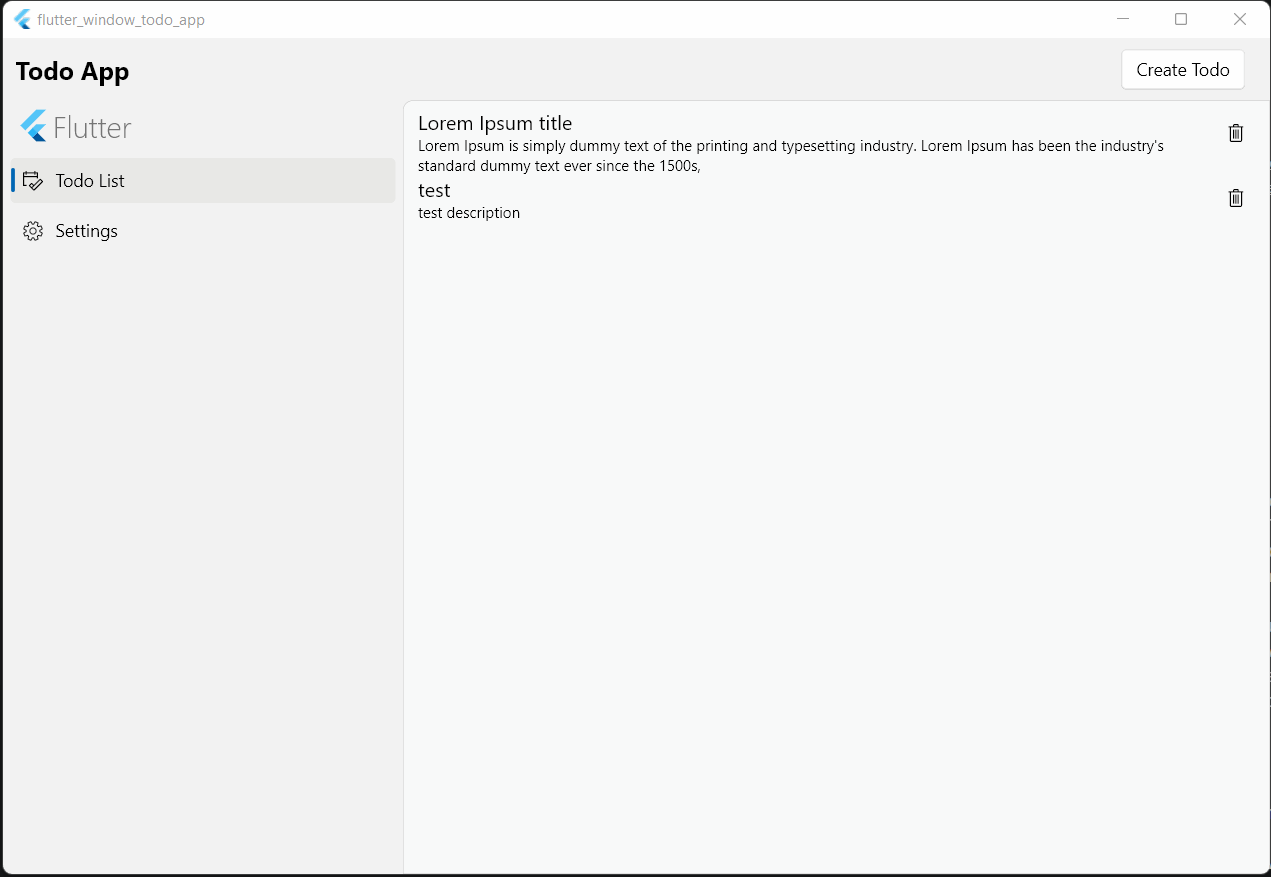 flutter_window_todo_app
Todo App
Create Todo
Flutter
Todo List
Settings
Lorem Ipsum title
Lorem Ipsum is simply dummy text of the printing and typesetting industry. Lorem Ipsum has been the industry's
standard dummy text ever since the 1500s,
test
test description